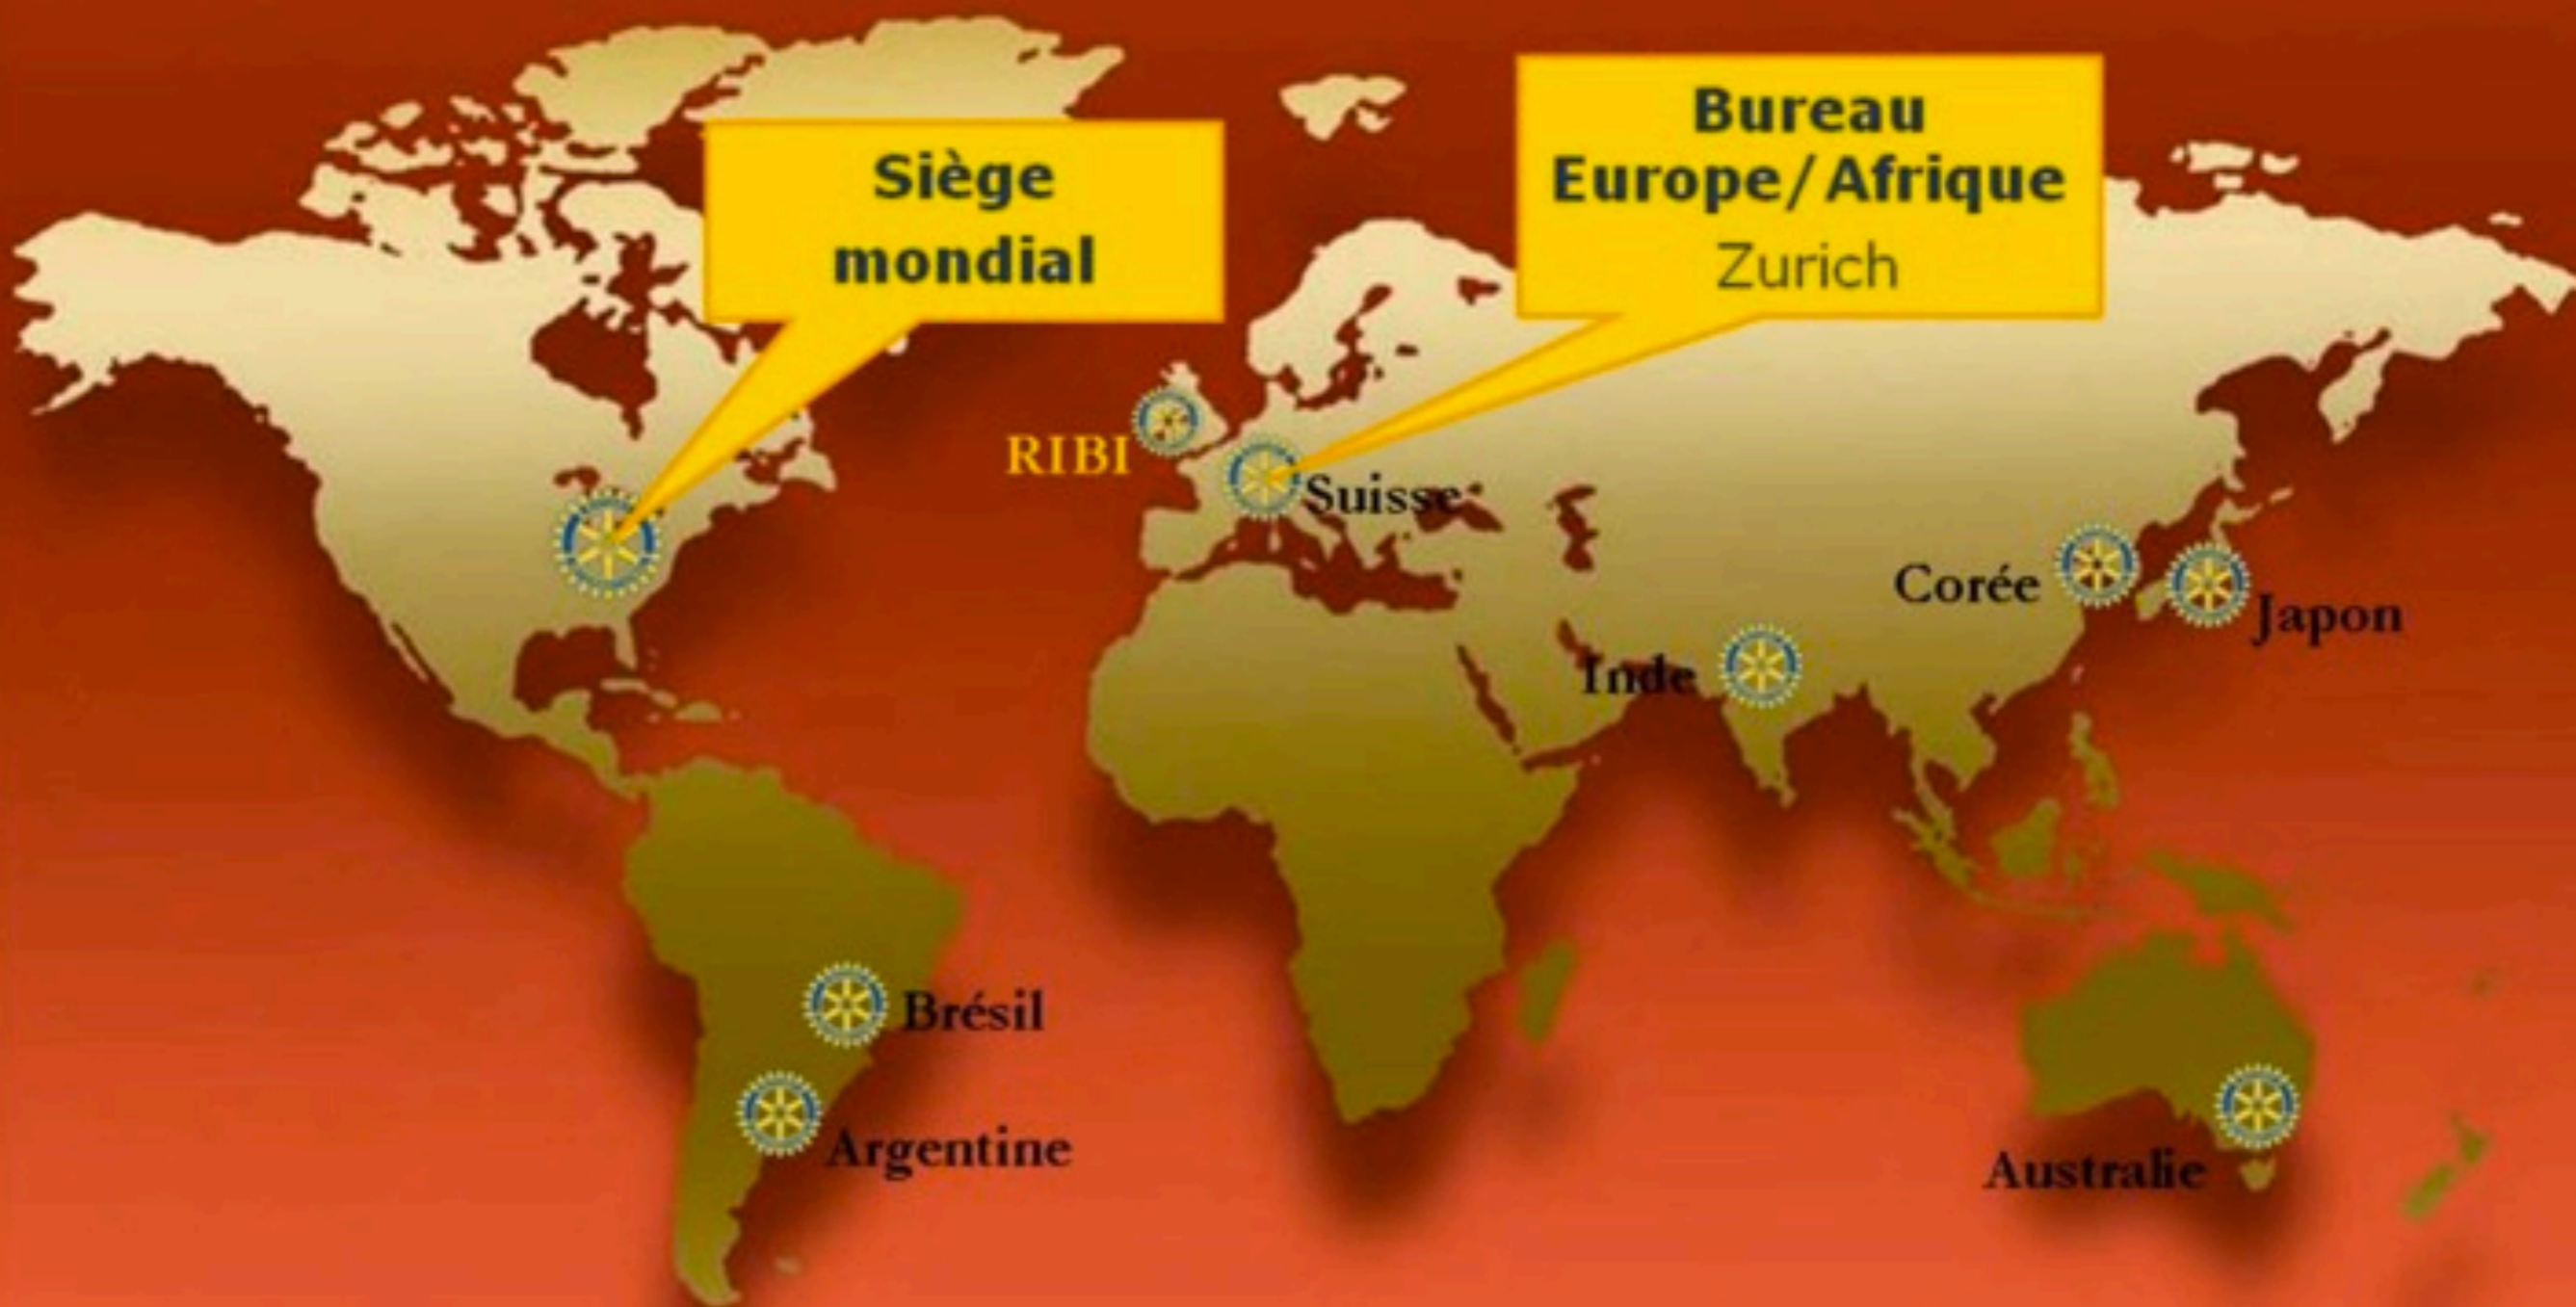 Siège
mondial
Bureau
Europe/Afrique
Zurich
RIBI
Suisse
Corée
Japon
Inde
Brésil
Argentine
Australie